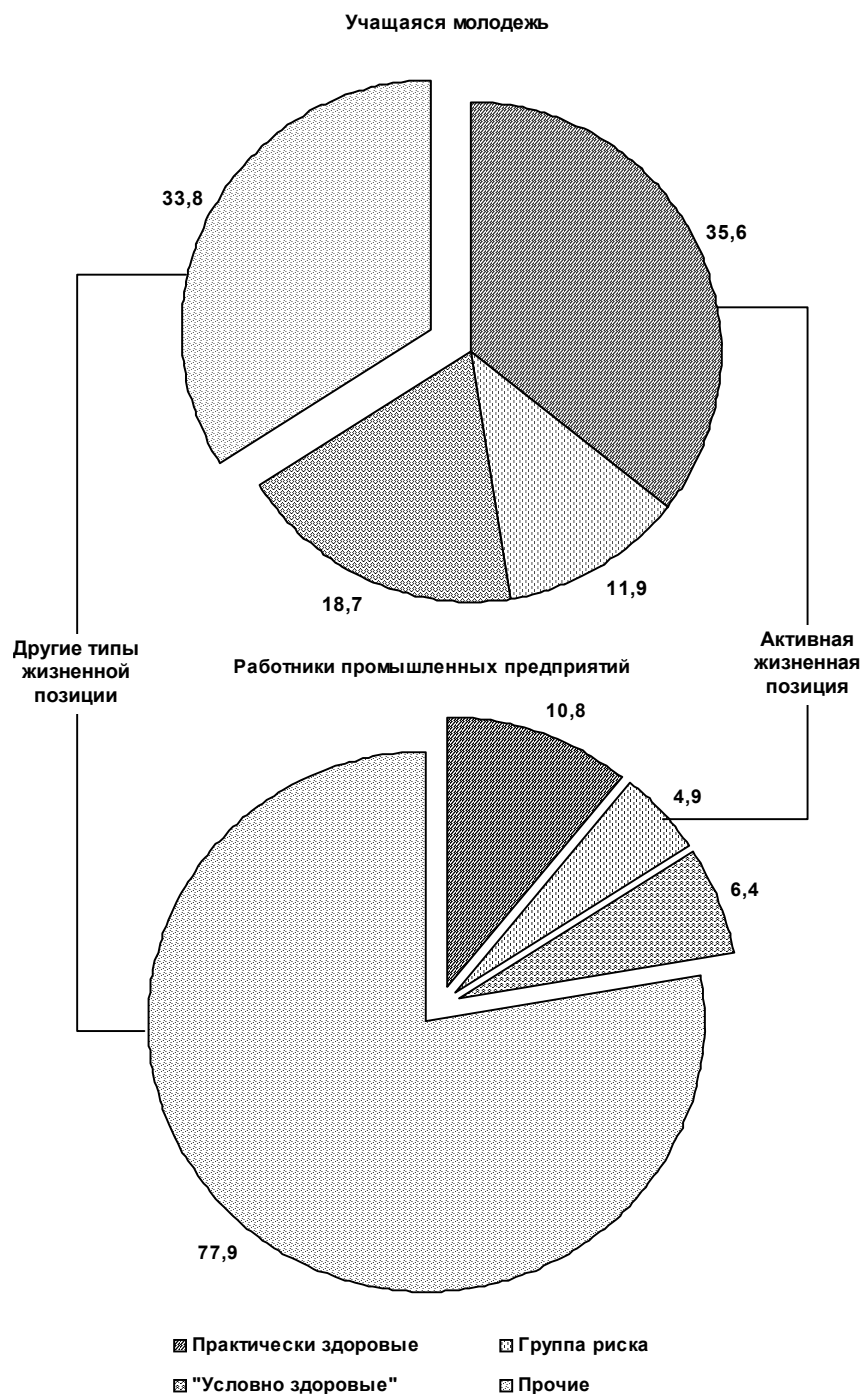 Учащаяся молодежь
33,8
35,6
18,7
11,9
Другие типы
жизненной
позиции
Активная
жизненная
позиция
Работники промышленных предприятий
10,8
4,9
6,4
77,9
Практически здоровые
Группа риска
"Условно здоровые"
Прочие